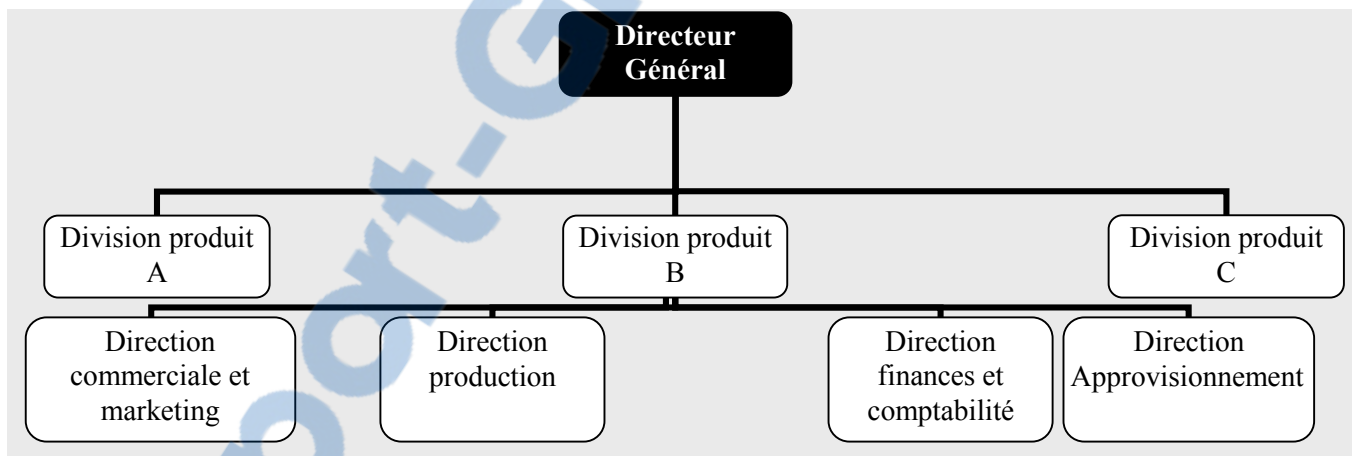 Directeur
Général
Division produit
A
Division produit
B
Division produit
C
Direction
commerciale et
marketing
Direction
production
Direction
finances et
comptabilité
Direction
Approvisionnement